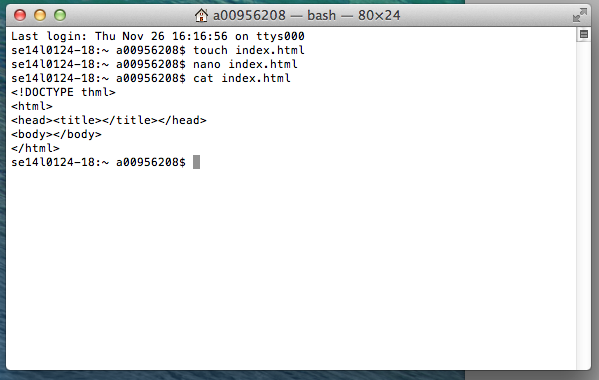 a00956208 — bash — 80×24
Last login: Thu Nov 26 16:16:56 on ttys000
se14l0124-18:~ a00956208$ touch index.html
se14l0124-18:~ a00956208$ nano index.html
se14l0124-18:~ a00956208$ cat index.html
<!DOCTYPE thml>
<html>
<head><title></title></head>
<body></body>
</html>
se14l0124-18:~ a00956208$